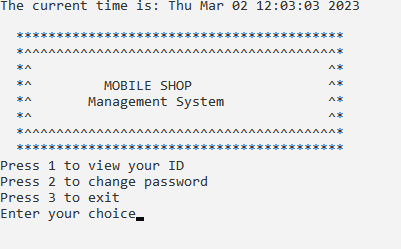 The current time is: Thu Mar 02 12:03:03 2023
****************************************
*^^^^^^^^^^^^^^^^^^^^^^^^^^^^^^^^^^^^^^*
*^                                    ^*
*^         MOBILE SHOP                ^*
*^       Management System            ^*
*^                                    ^*
*^^^^^^^^^^^^^^^^^^^^^^^^^^^^^^^^^^^^^^*
****************************************
Press 1 to view your ID
Press 2 to change password
Press 3 to exit
Enter your choice